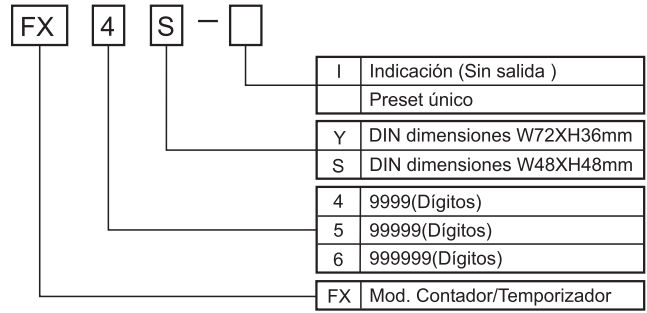 FX 4 S –
I Indicación (Sin salida )
Preset único
Y DIN dimensiones W72XH36mm
S DIN dimensiones W48XH48mm
4 9999(Dígitos)
5 99999(Dígitos)
6 999999(Dígitos)
FX Mod. Contador/Temporizador